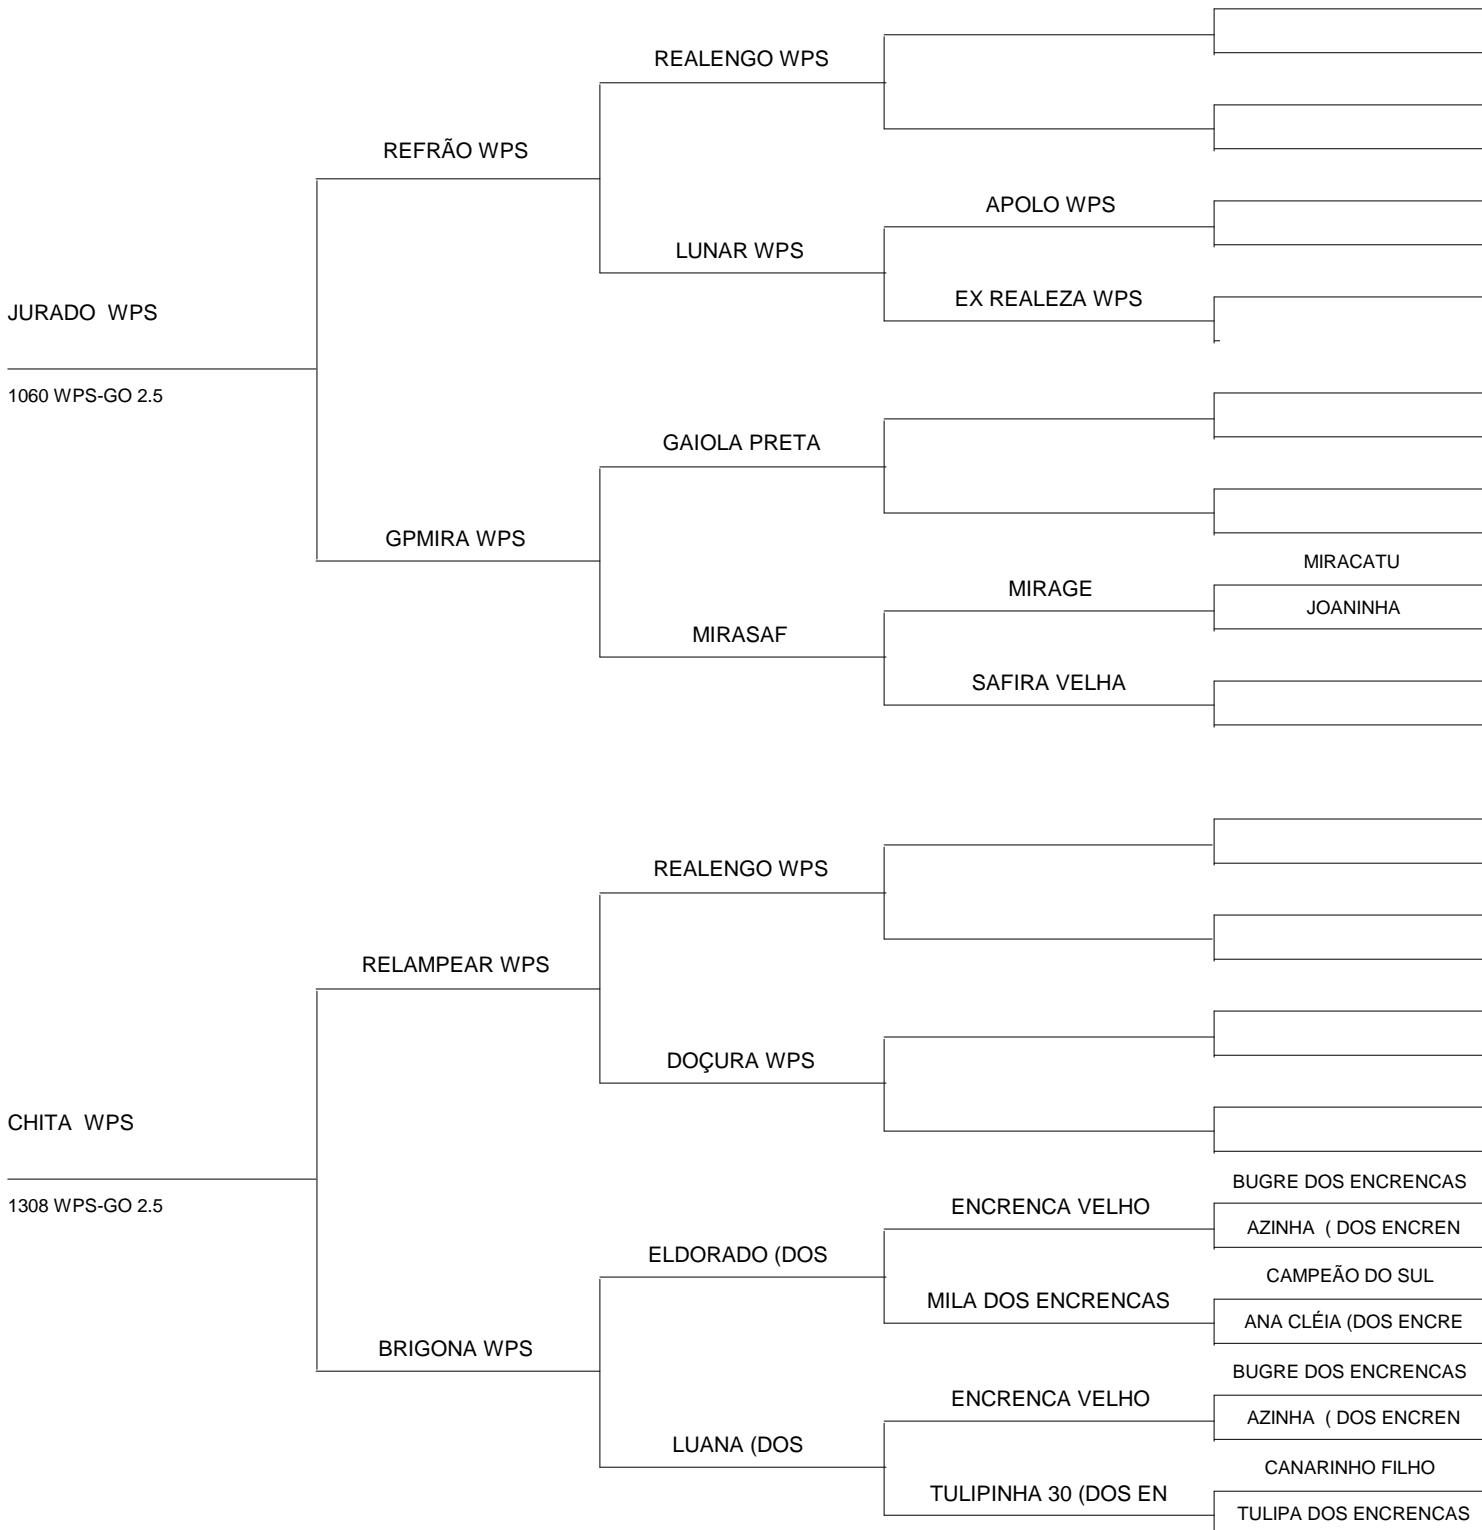 REALENGO WPS
REFRÃO WPS
APOLO WPS
LUNAR WPS
EX REALEZA WPS
JURADO  WPS
1060 WPS-GO 2.5
GAIOLA PRETA
GPMIRA WPS
MIRACATU
MIRAGE
JOANINHA
MIRASAF
SAFIRA VELHA
REALENGO WPS
RELAMPEAR WPS
DOÇURA WPS
CHITA  WPS
BUGRE DOS ENCRENCAS
1308 WPS-GO 2.5
ENCRENCA VELHO
AZINHA  ( DOS ENCREN
ELDORADO (DOS
CAMPEÃO DO SUL
MILA DOS ENCRENCAS
ANA CLÉIA (DOS ENCRE
BRIGONA WPS
BUGRE DOS ENCRENCAS
ENCRENCA VELHO
AZINHA  ( DOS ENCREN
LUANA (DOS
CANARINHO FILHO
TULIPINHA 30 (DOS EN
TULIPA DOS ENCRENCAS